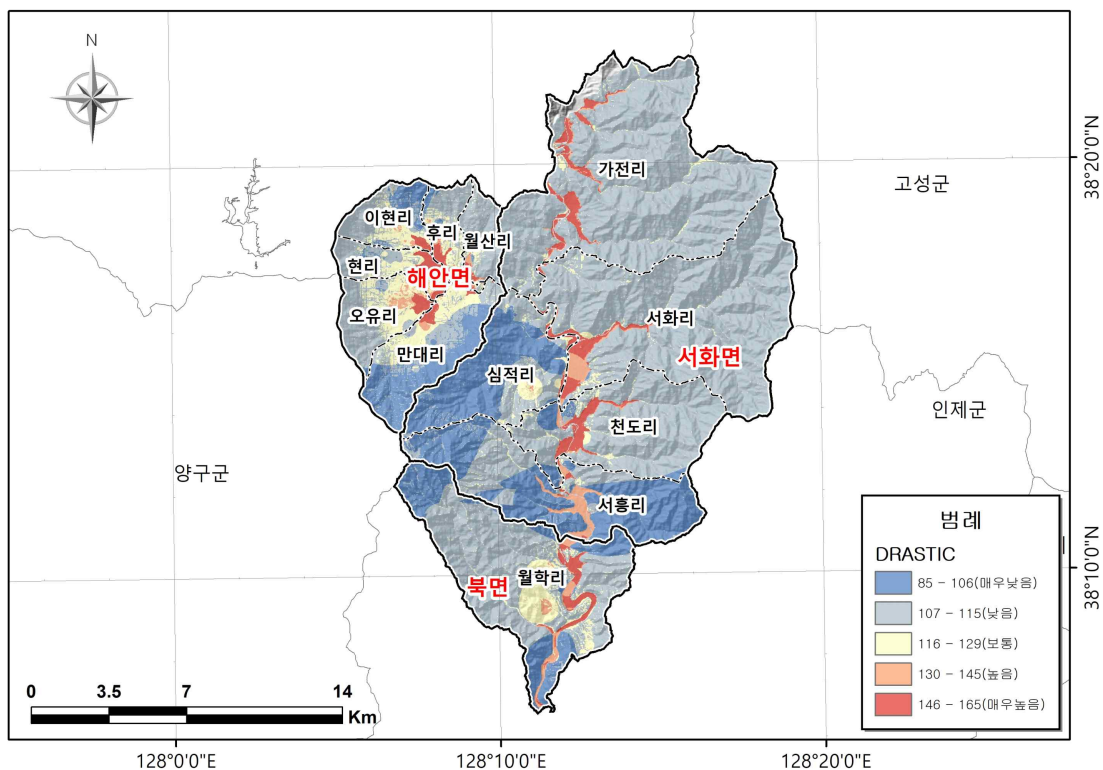 N
가전리
고성군
38°20'0"N
이현리
후리
월산리
현리
해안면
오유리
서화리
만대리
서화면
심적리
인제군
천도리
양구군
서흥리
월학리
북면
38°10'0"N
범례
DRASTIC
85 - 106(매우낮음)
107 - 115(낮음)
116 - 129(보통)
130 - 145(높음)
146 - 165(매우높음)
0 3.5 7 14
Km
128°0'0"E 128°10'0"E 128°20'0"E